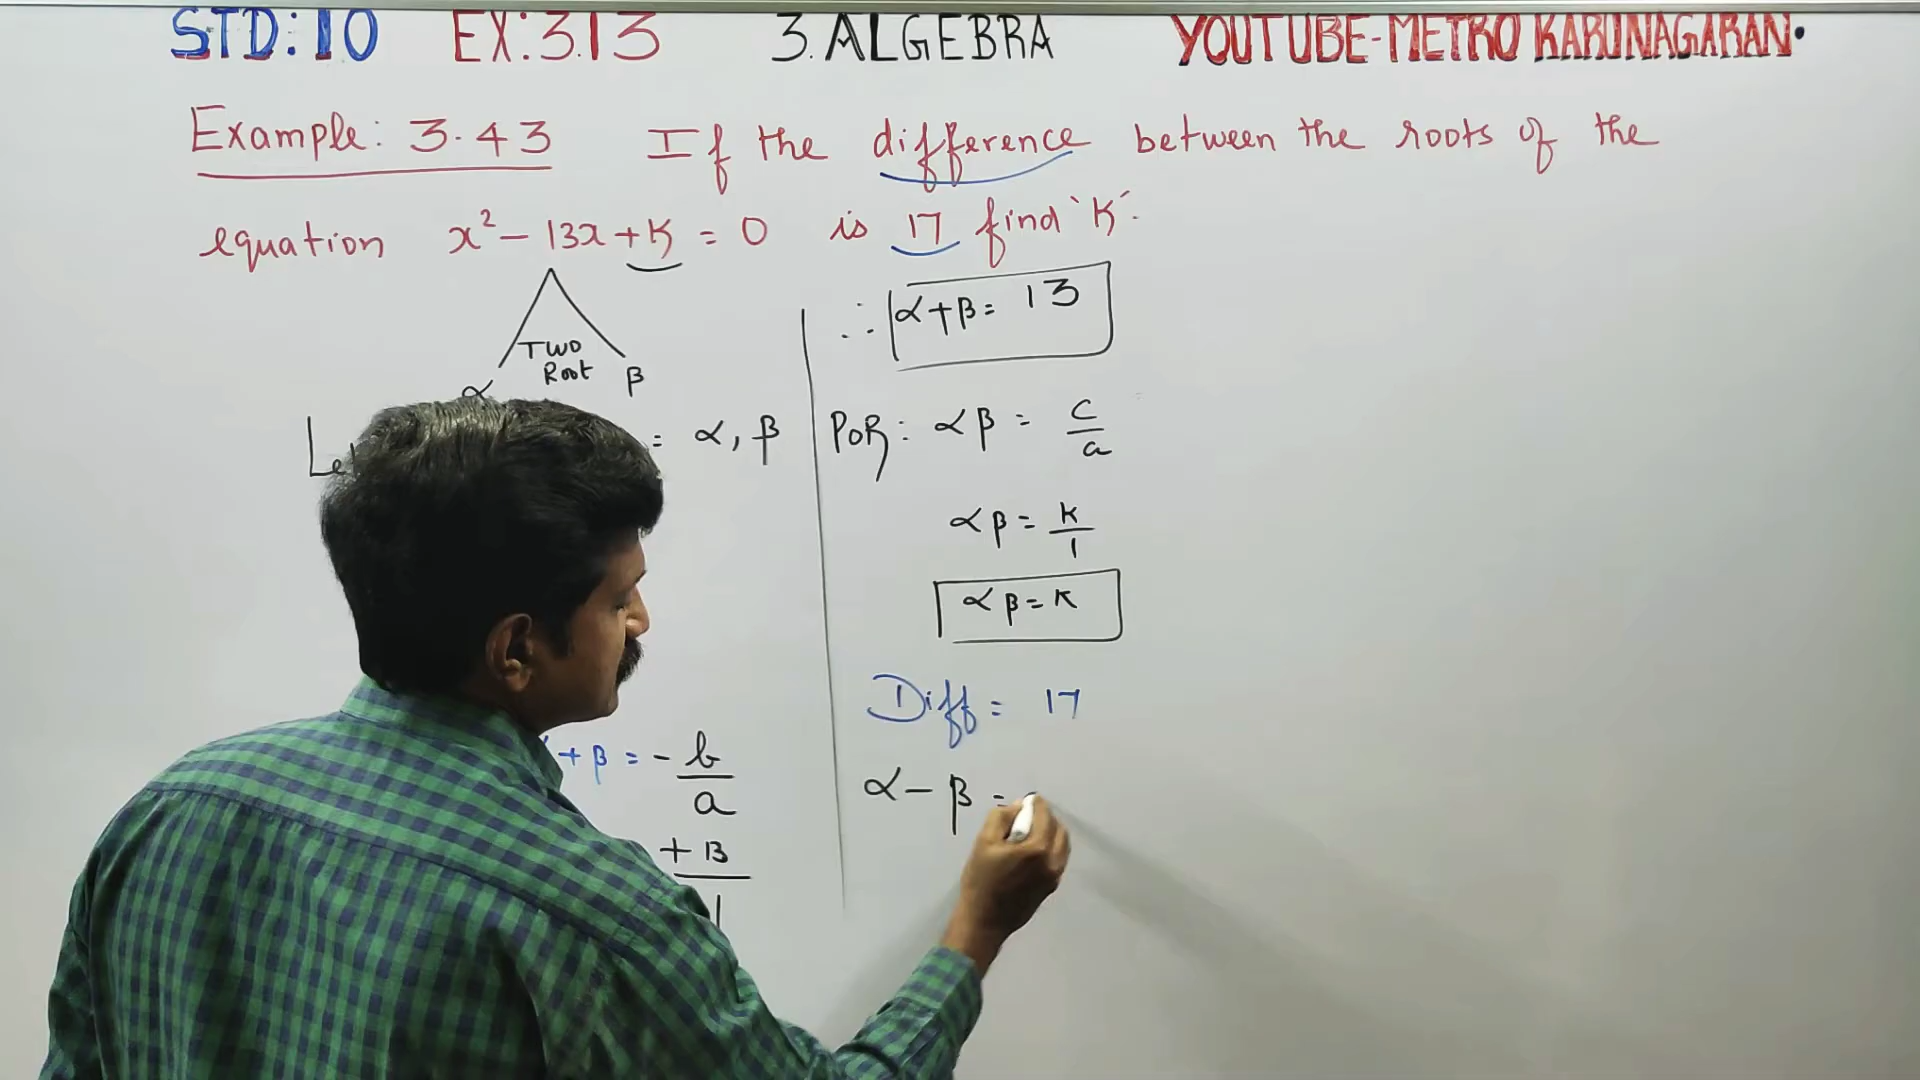 STD: 10 EX: 3.13 3. ALGEBRA YOUTUBE-METRO KARUNAGARAN.
Example: 3.43 If the difference between the roots of the
equation x² - 13x + K = 0 is 17 find 'K'.
TWO
Root
α β
= α, β
+ β = - b/a
+ 13/1
∴ α + β = 13
POR: αβ = c/a
αβ = K/1
αβ = K
Diff = 17
α - β =